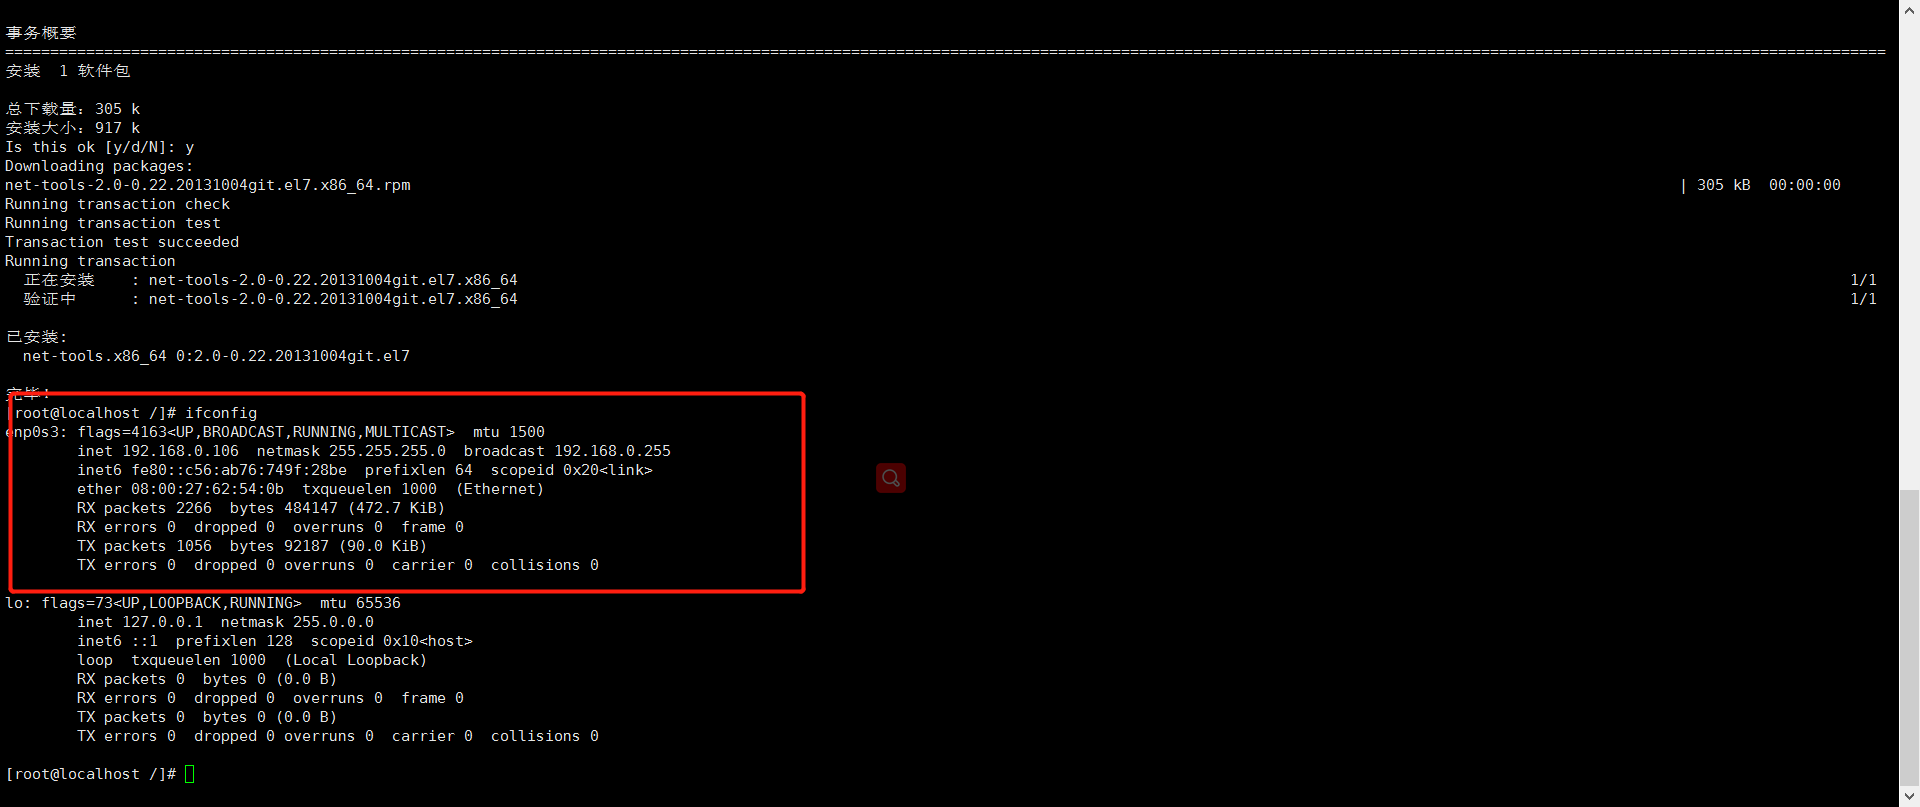 事务概要
================================================================================================================================================================================================================
安装  1 软件包

总下载量：305 k
安装大小：917 k
Is this ok [y/d/N]: y
Downloading packages:
net-tools-2.0-0.22.20131004git.el7.x86_64.rpm | 305 kB  00:00:00
Running transaction check
Running transaction test
Transaction test succeeded
Running transaction
  正在安装    : net-tools-2.0-0.22.20131004git.el7.x86_64 1/1
  验证中      : net-tools-2.0-0.22.20131004git.el7.x86_64 1/1

已安装:
  net-tools.x86_64 0:2.0-0.22.20131004git.el7

完毕！
[root@localhost /]# ifconfig
enp0s3: flags=4163<UP,BROADCAST,RUNNING,MULTICAST>  mtu 1500
        inet 192.168.0.106  netmask 255.255.255.0  broadcast 192.168.0.255
        inet6 fe80::c56:ab76:749f:28be  prefixlen 64  scopeid 0x20<link>
        ether 08:00:27:62:54:0b  txqueuelen 1000  (Ethernet)
        RX packets 2266  bytes 484147 (472.7 KiB)
        RX errors 0  dropped 0  overruns 0  frame 0
        TX packets 1056  bytes 92187 (90.0 KiB)
        TX errors 0  dropped 0 overruns 0  carrier 0  collisions 0

lo: flags=73<UP,LOOPBACK,RUNNING>  mtu 65536
        inet 127.0.0.1  netmask 255.0.0.0
        inet6 ::1  prefixlen 128  scopeid 0x10<host>
        loop  txqueuelen 1000  (Local Loopback)
        RX packets 0  bytes 0 (0.0 B)
        RX errors 0  dropped 0  overruns 0  frame 0
        TX packets 0  bytes 0 (0.0 B)
        TX errors 0  dropped 0 overruns 0  carrier 0  collisions 0

[root@localhost /]#